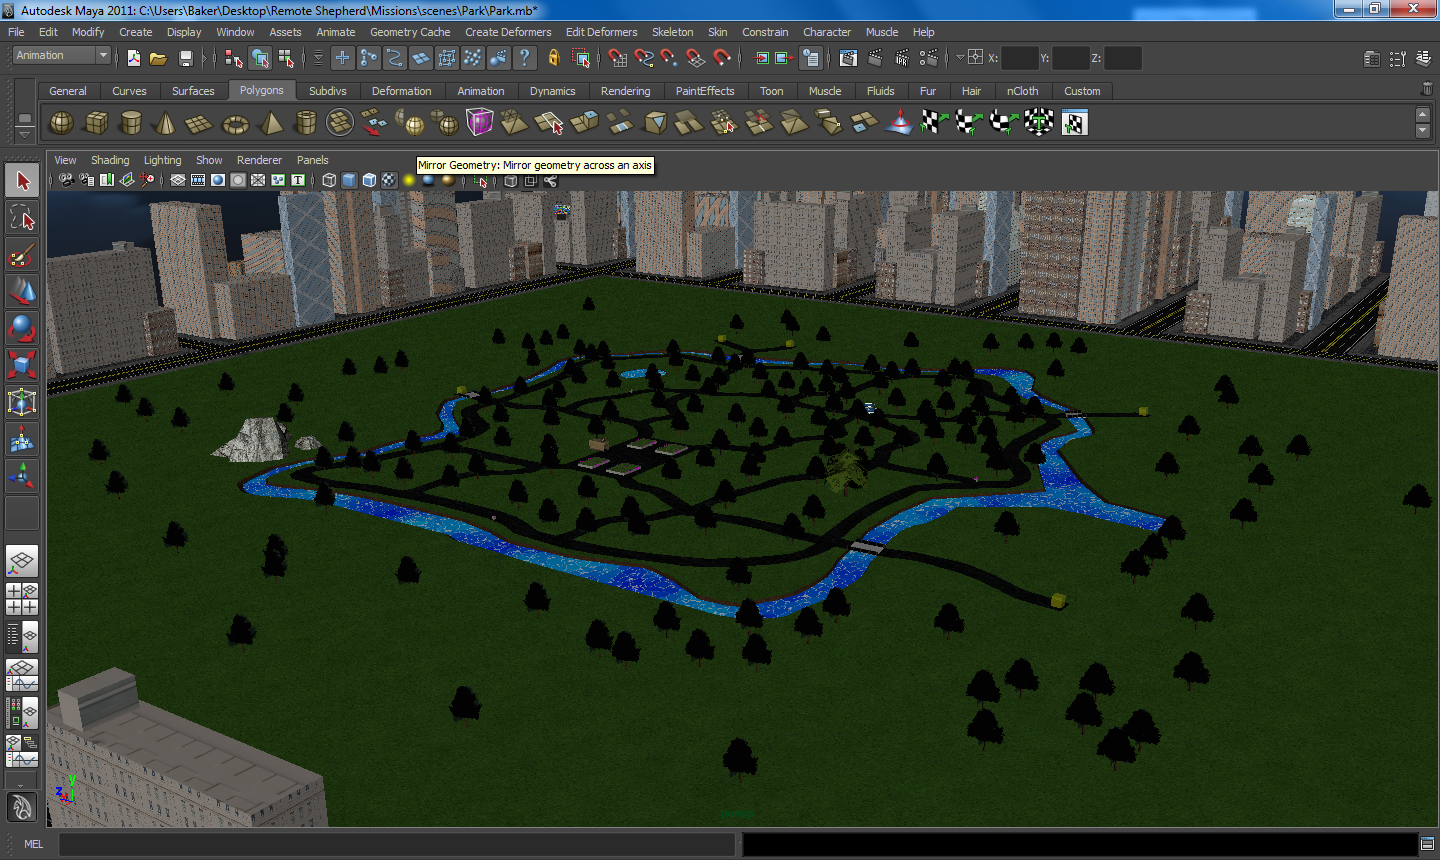 Autodesk Maya 2011: C:\Users\Baker\Desktop\Remote Shepherd\Missions\scenes\Park\Park.mb*
File Edit Modify Create Display Window Assets Animate Geometry Cache Create Deformers Edit Deformers Skeleton Skin Constrain Character Muscle Help
Animation X: Y: Z:
General Curves Surfaces Polygons Subdivs Deformation Animation Dynamics Rendering PaintEffects Toon Muscle Fluids Fur Hair nCloth Custom
View Shading Lighting Show Renderer Panels
Mirror Geometry: Mirror geometry across an axis
y
z
persp
MEL